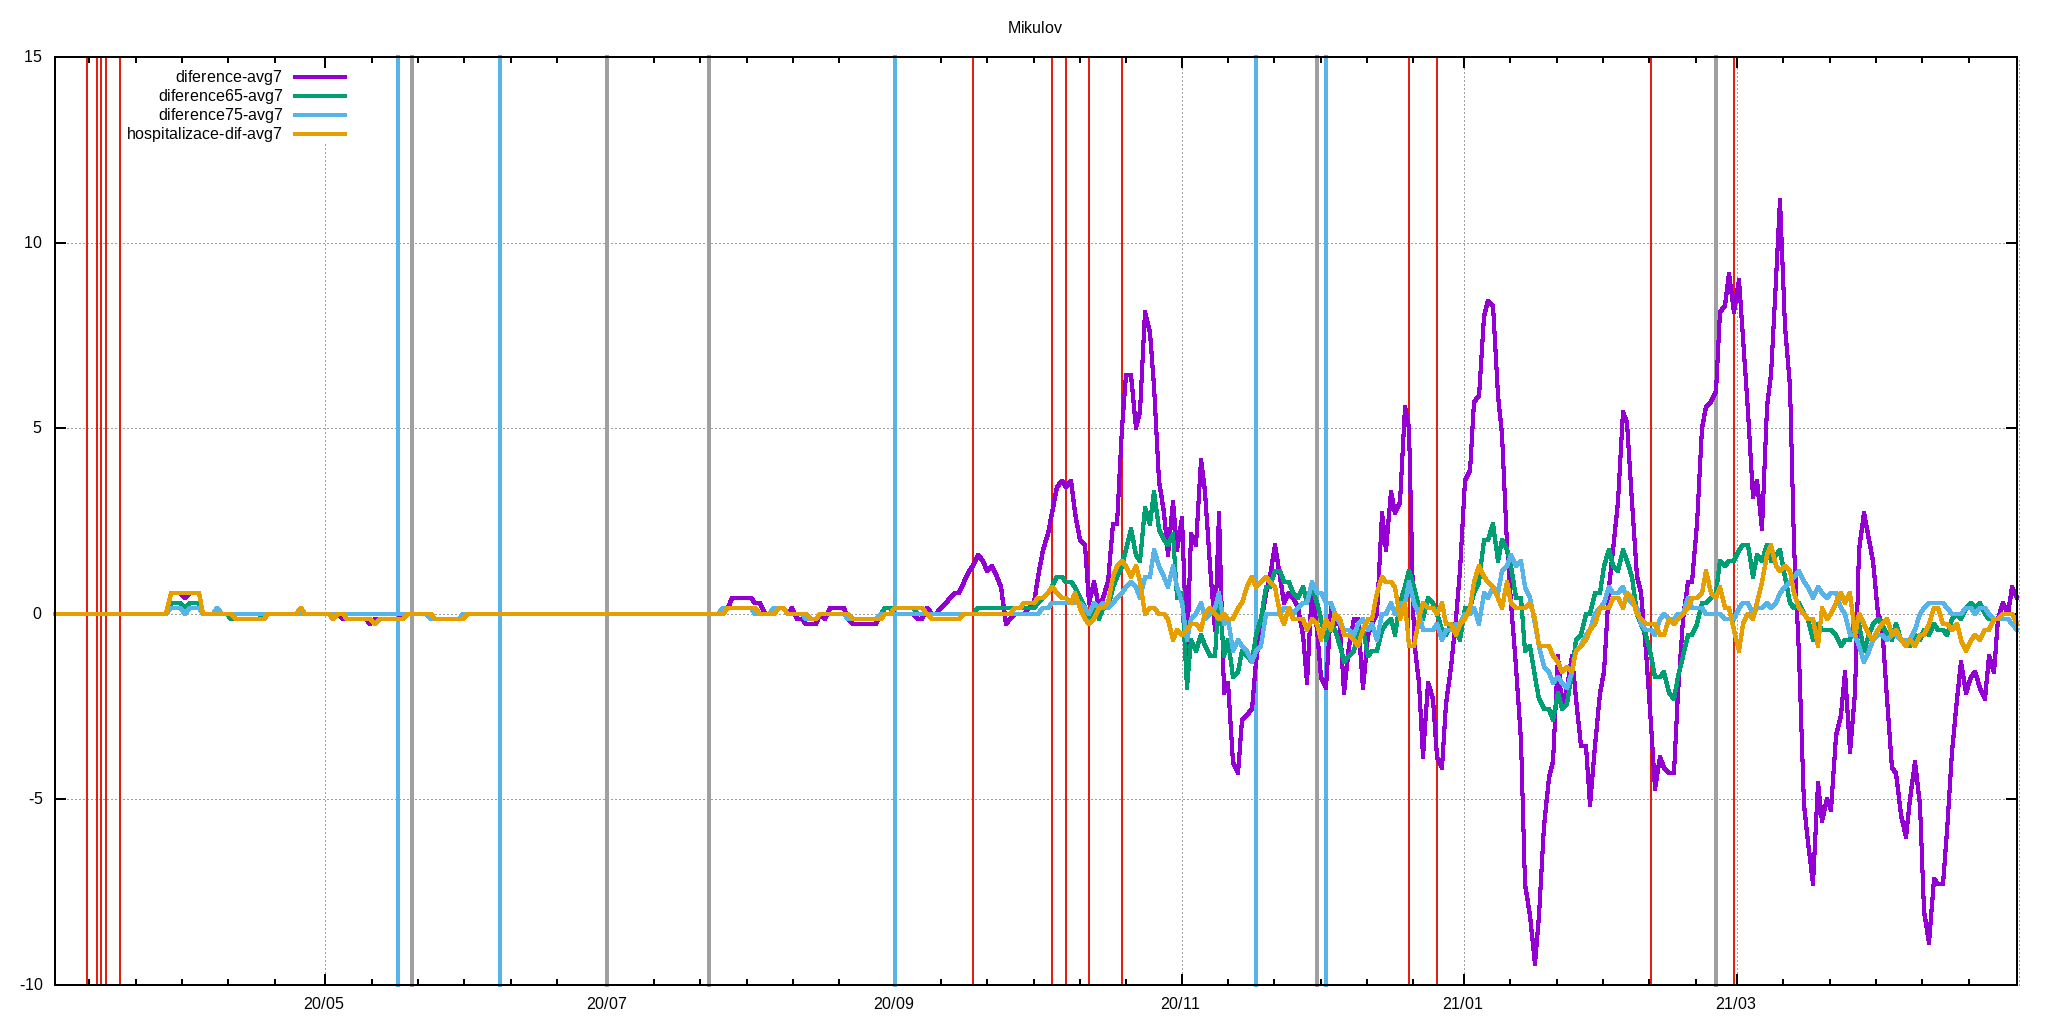 Mikulov
15
diference-avg7
diference65-avg7
diference75-avg7
hospitalizace-dif-avg7
10
5
0
-5
-10
20/05 20/07 20/09 20/11 21/01 21/03